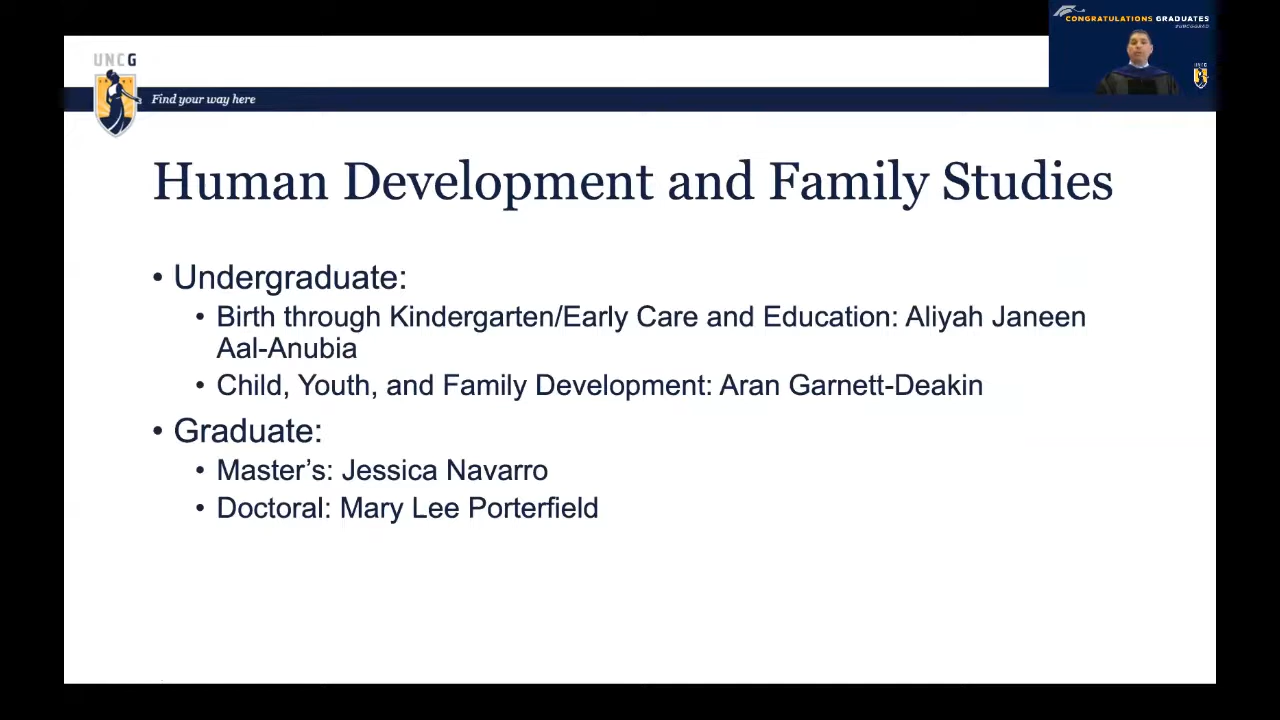 CONGRATULATIONS GRADUATES
#UNCGGRAD
UNCG
UNCG
Find your way here
Human Development and Family Studies
• Undergraduate:
• Birth through Kindergarten/Early Care and Education: Aliyah Janeen
Aal-Anubia
• Child, Youth, and Family Development: Aran Garnett-Deakin
• Graduate:
• Master’s: Jessica Navarro
• Doctoral: Mary Lee Porterfield